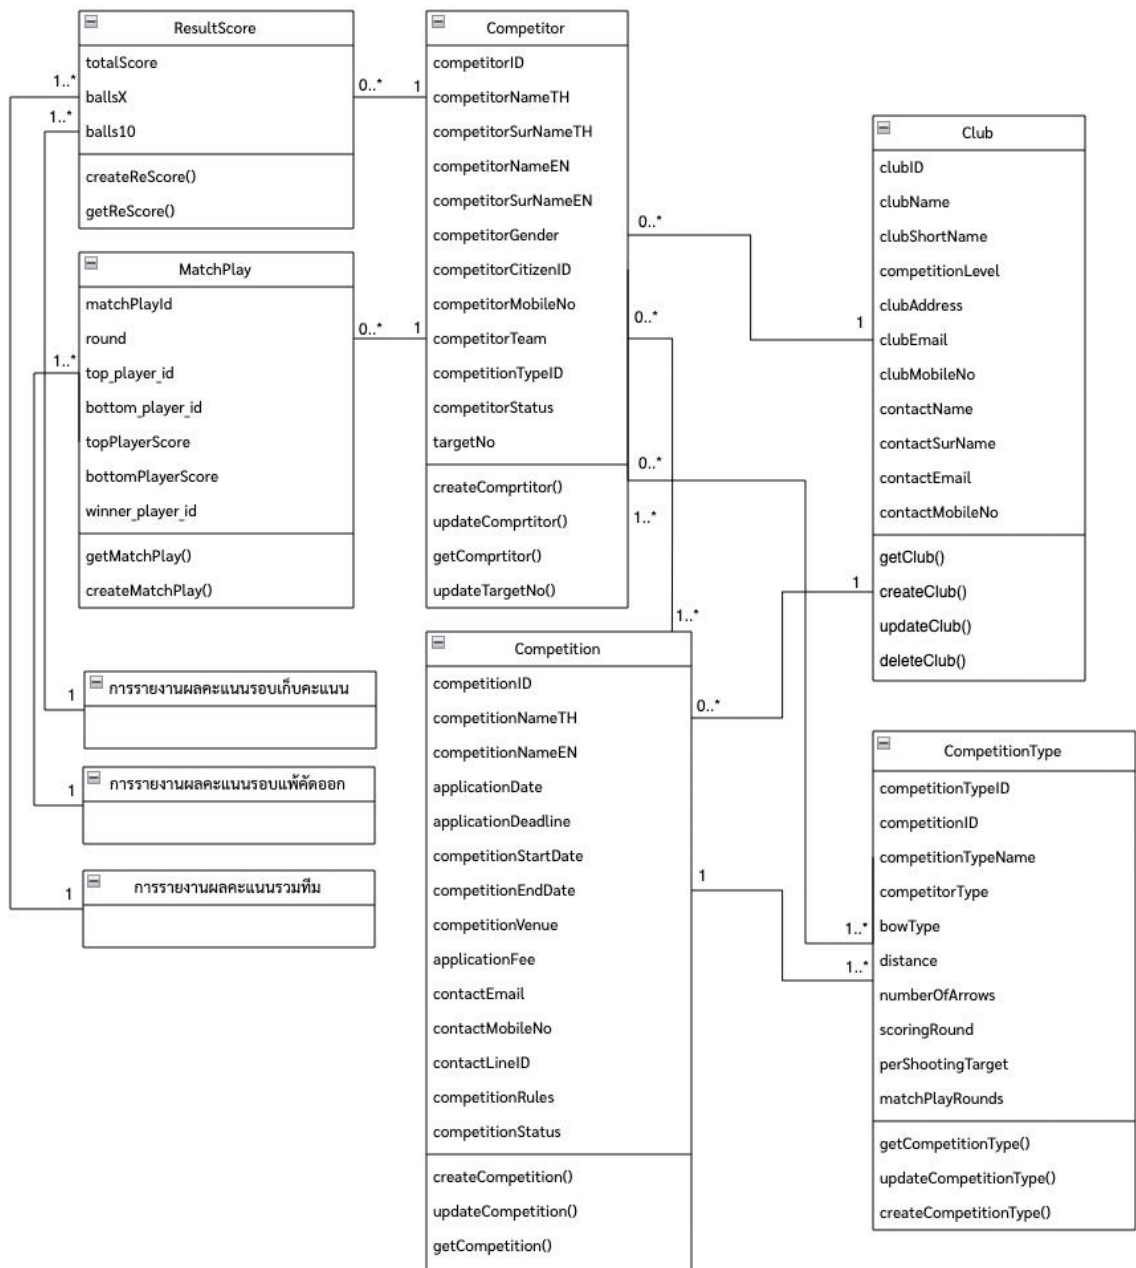 ResultScore
totalScore
ballsX
balls10
createReScore()
getReScore()
1..*
1..*
0..*
1
MatchPlay
matchPlayId
round
top_player_id
bottom_player_id
topPlayerScore
bottomPlayerScore
winner_player_id
getMatchPlay()
createMatchPlay()
1..*
0..*
1
Competitor
competitorID
competitorNameTH
competitorSurNameTH
competitorNameEN
competitorSurNameEN
competitorGender
competitorCitizenID
competitorMobileNo
competitorTeam
competitionTypeID
competitorStatus
targetNo
createComprtitor()
updateComprtitor()
getComprtitor()
updateTargetNo()
0..*
0..*
0..*
1..*
1..*
Club
clubID
clubName
clubShortName
competitionLevel
clubAddress
clubEmail
clubMobileNo
contactName
contactSurName
contactEmail
contactMobileNo
getClub()
createClub()
updateClub()
deleteClub()
1
1
การรายงานผลคะแนนรอบเก็บคะแนน
1
การรายงานผลคะแนนรอบแพ้คัดออก
1
การรายงานผลคะแนนรวมทีม
1
Competition
competitionID
competitionNameTH
competitionNameEN
applicationDate
applicationDeadline
competitionStartDate
competitionEndDate
competitionVenue
applicationFee
contactEmail
contactMobileNo
contactLineID
competitionRules
competitionStatus
createCompetition()
updateCompetition()
getCompetition()
0..*
1
CompetitionType
competitionTypeID
competitionID
competitionTypeName
competitorType
bowType
distance
numberOfArrows
scoringRound
perShootingTarget
matchPlayRounds
getCompetitionType()
updateCompetitionType()
createCompetitionType()
1..*
1..*